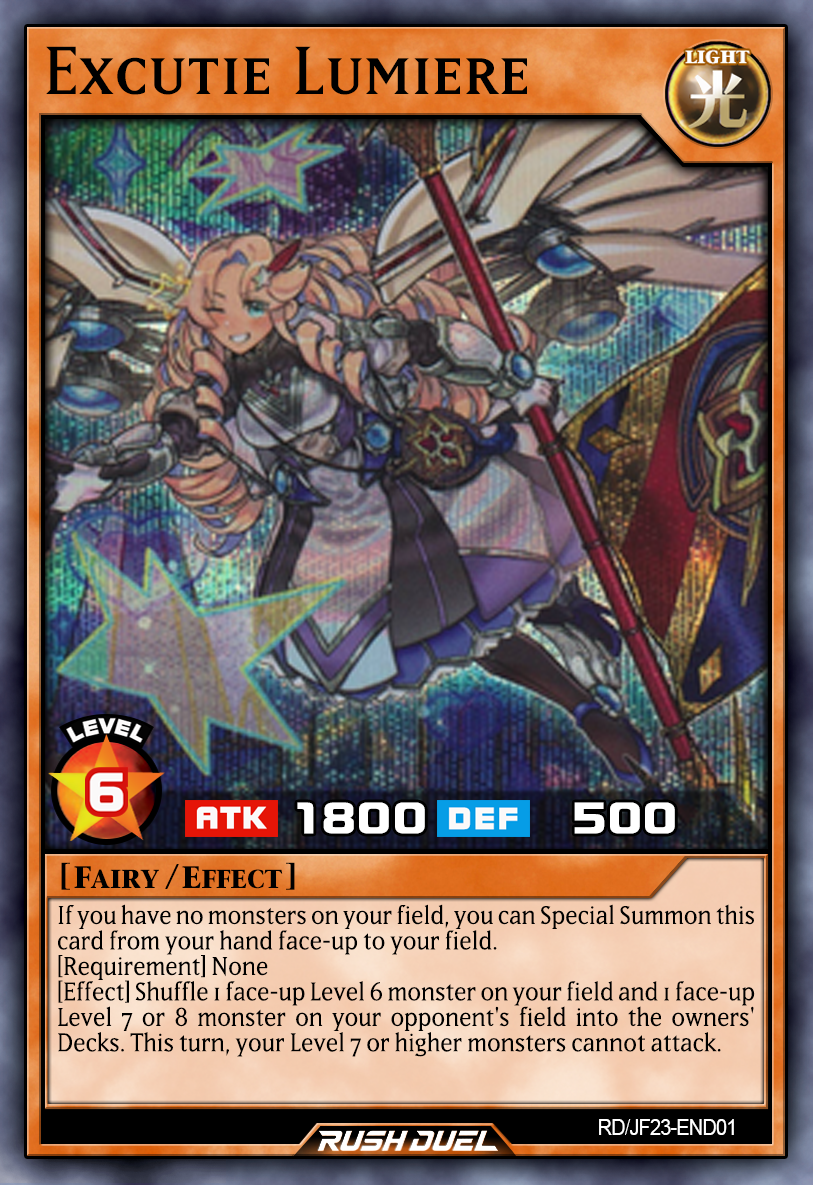 Excutie Lumiere
LIGHT
光
LEVEL
6
ATK 1800 DEF 500
[Fairy /Effect]
If you have no monsters on your field, you can Special Summon this
card from your hand face-up to your field.
[Requirement] None
[Effect] Shuffle 1 face-up Level 6 monster on your field and 1 face-up
Level 7 or 8 monster on your opponent's field into the owners'
Decks. This turn, your Level 7 or higher monsters cannot attack.
RD/JF23-END01
RUSH DUEL